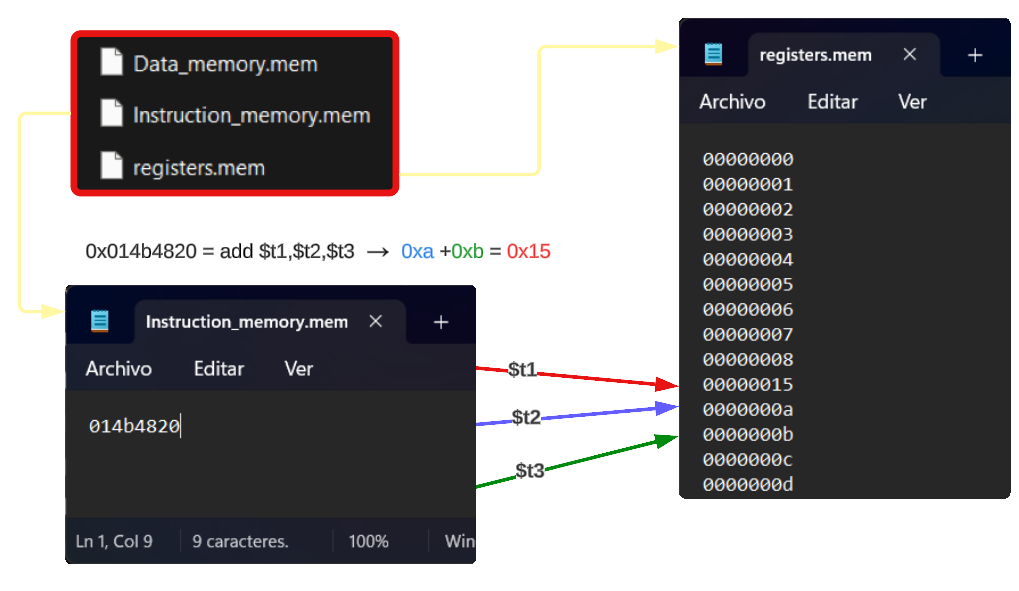 Data_memory.mem
Instruction_memory.mem
registers.mem
0x014b4820 = add $t1,$t2,$t3 → 0xa +0xb = 0x15
Instruction_memory.mem × +
Archivo Editar Ver
014b4820
Ln 1, Col 9 9 caracteres. 100% Win
$t1
$t2
$t3
registers.mem × +
Archivo Editar Ver
00000000
00000001
00000002
00000003
00000004
00000005
00000006
00000007
00000008
00000015
0000000a
0000000b
0000000c
0000000d